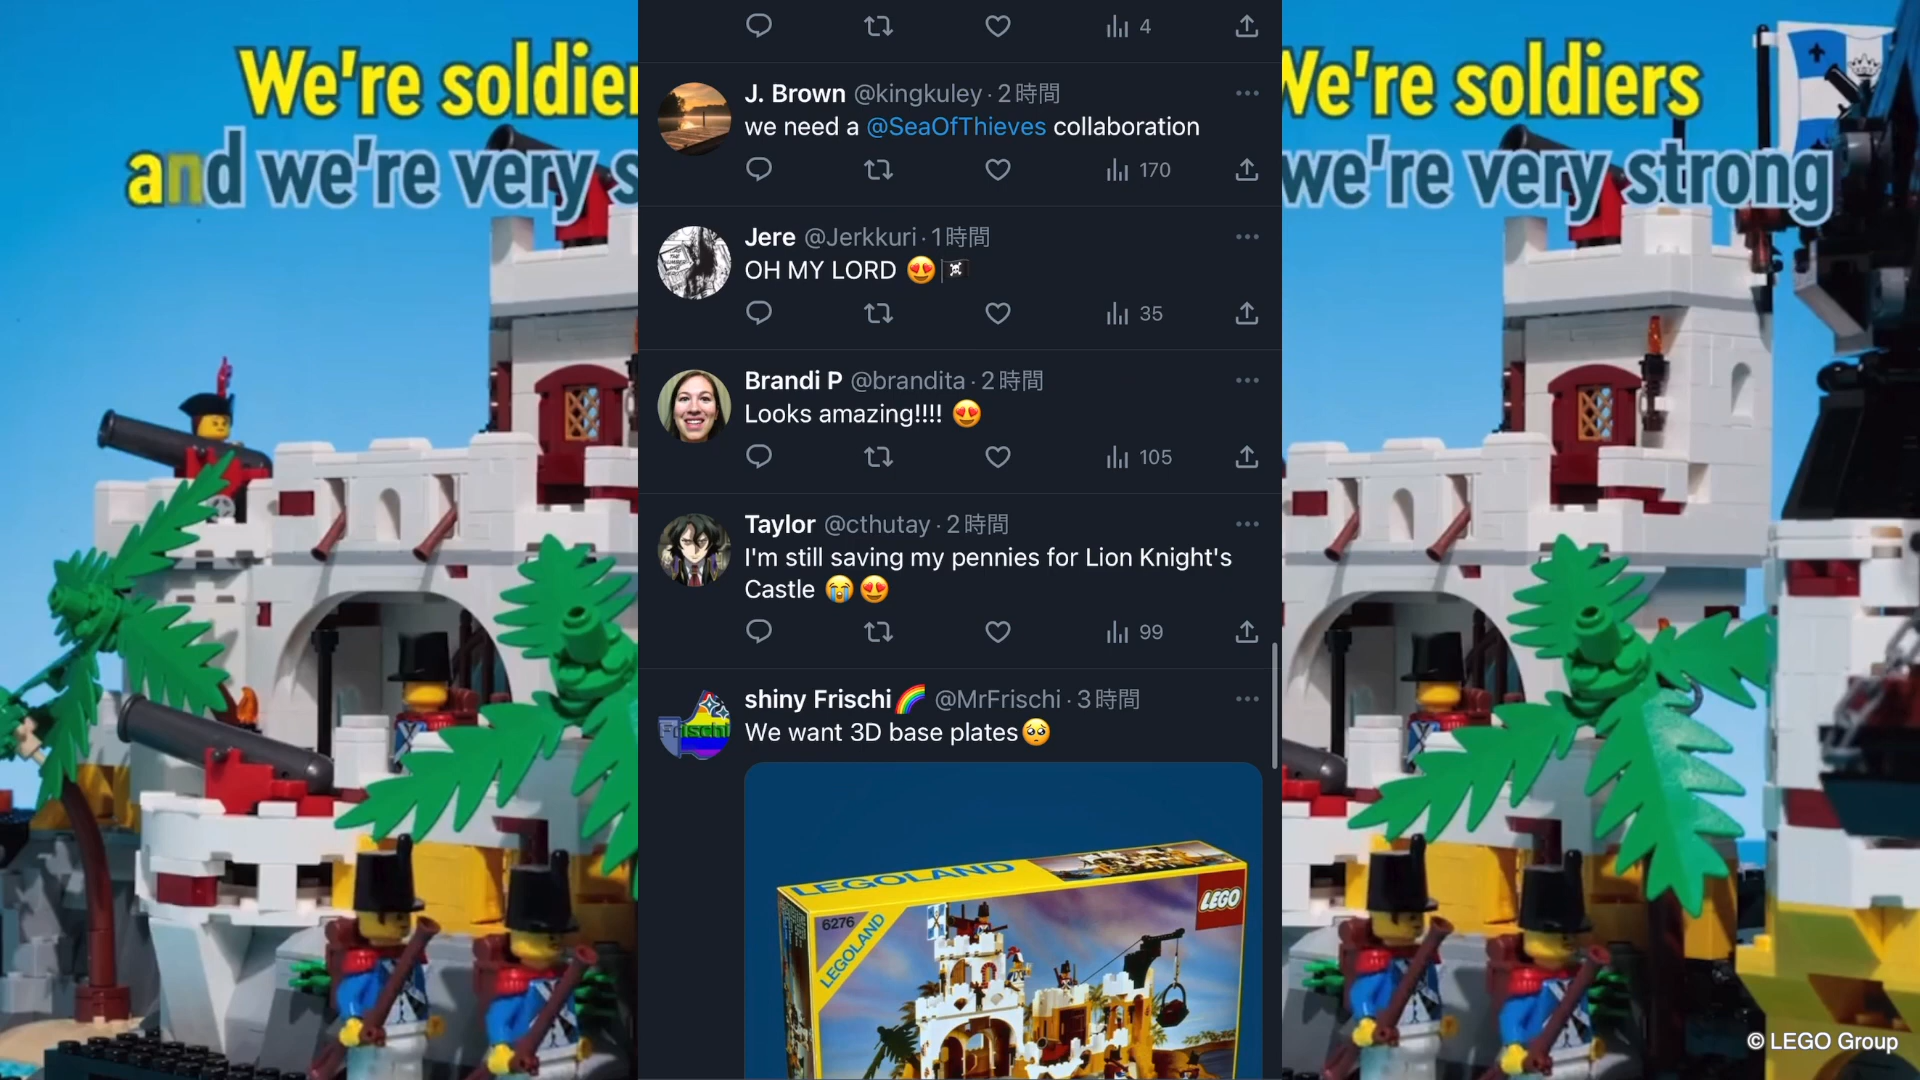 We're soldier
and we're very s
4
J. Brown @kingkuley · 2時間
we need a @SeaOfThieves collaboration
170
Jere @Jerkkuri · 1時間
OH MY LORD 😍🏴‍☠️
35
Brandi P @brandita · 2時間
Looks amazing!!!! 😍
105
Taylor @cthutay · 2時間
I'm still saving my pennies for Lion Knight's
Castle 😭😍
99
shiny Frischi🌈 @MrFrischi · 3時間
Frischi
We want 3D base plates🥺
LEGOLAND
LEGO
6276
LEGOLAND
We're soldiers
we're very strong
© LEGO Group